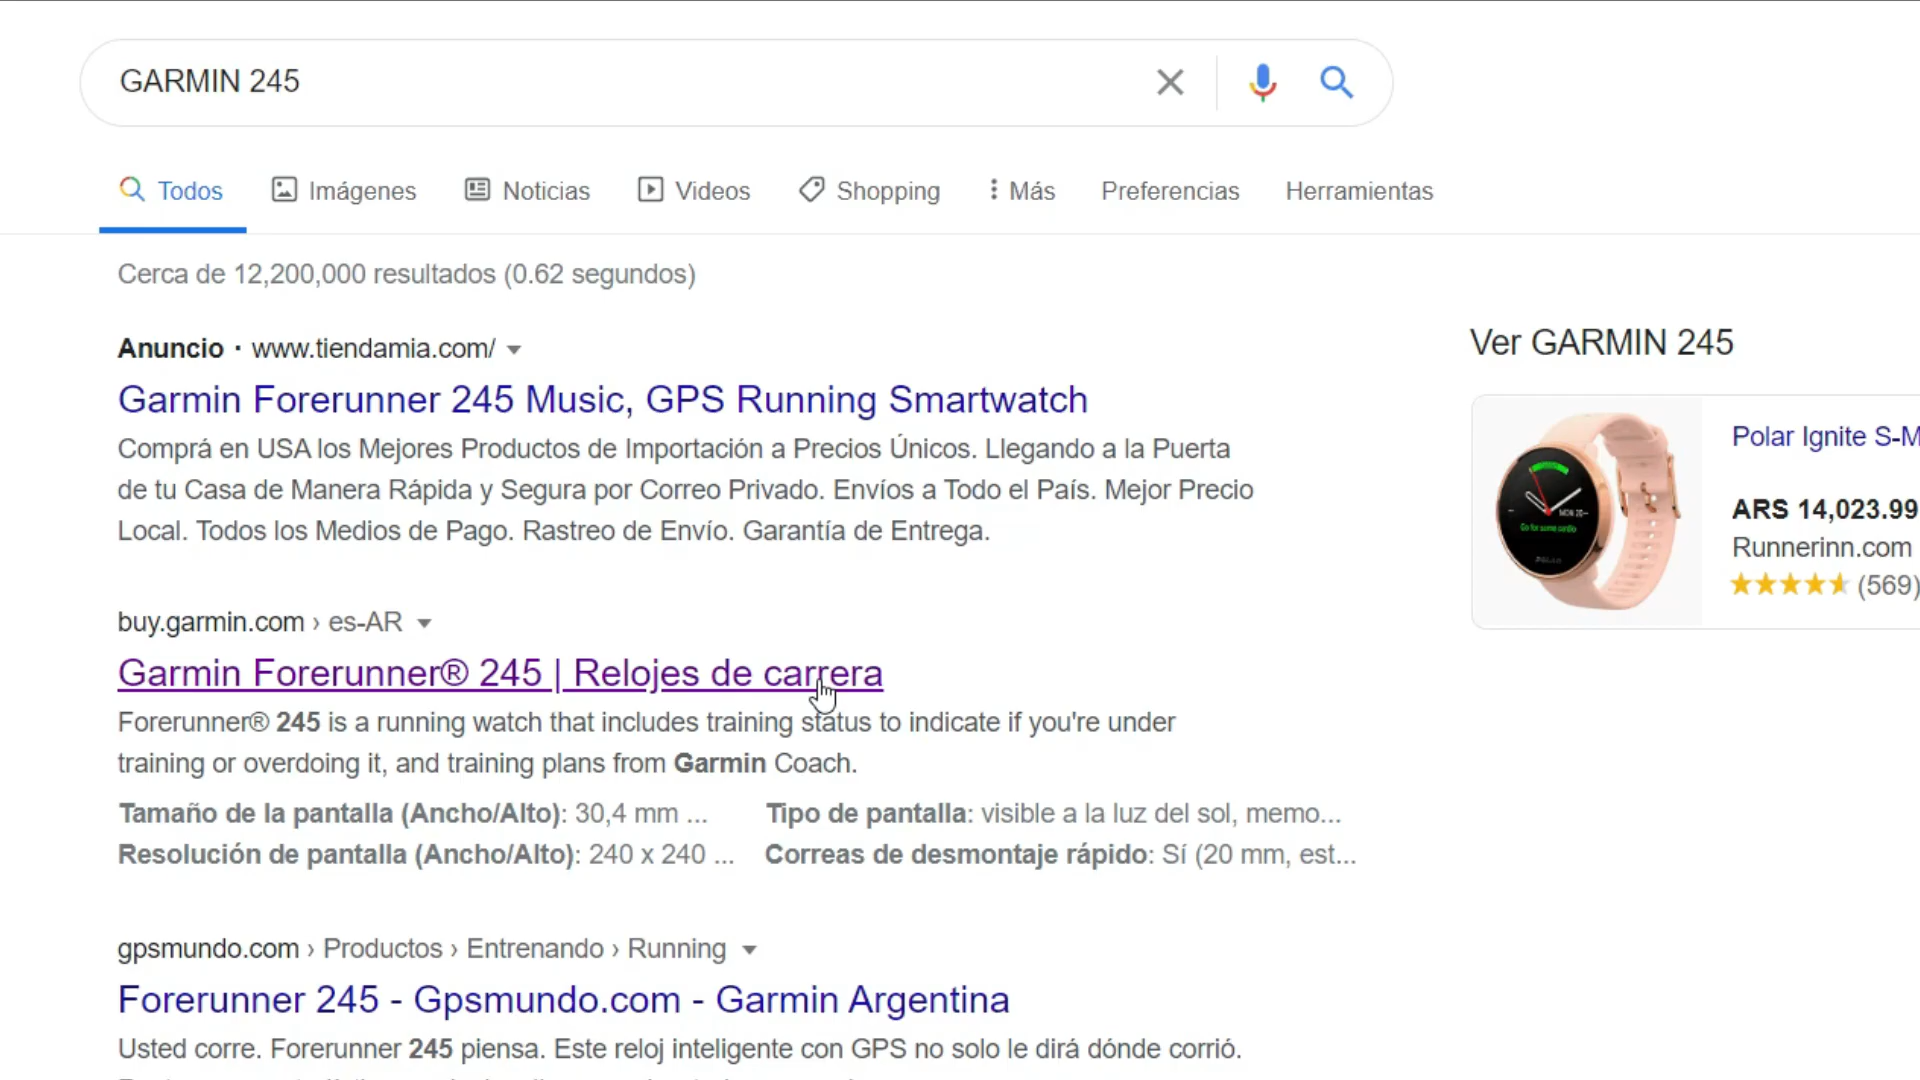 GARMIN 245
Todos Imágenes Noticias Videos Shopping Más Preferencias Herramientas
Cerca de 12,200,000 resultados (0.62 segundos)
Anuncio · www.tiendamia.com/
Garmin Forerunner 245 Music, GPS Running Smartwatch
Comprá en USA los Mejores Productos de Importación a Precios Únicos. Llegando a la Puerta
de tu Casa de Manera Rápida y Segura por Correo Privado. Envíos a Todo el País. Mejor Precio
Local. Todos los Medios de Pago. Rastreo de Envío. Garantía de Entrega.
buy.garmin.com › es-AR
Garmin Forerunner® 245 | Relojes de carrera
Forerunner® 245 is a running watch that includes training status to indicate if you're under
training or overdoing it, and training plans from Garmin Coach.
Tamaño de la pantalla (Ancho/Alto): 30,4 mm ... Tipo de pantalla: visible a la luz del sol, memo...
Resolución de pantalla (Ancho/Alto): 240 x 240 ... Correas de desmontaje rápido: Sí (20 mm, est...
gpsmundo.com › Productos › Entrenando › Running
Forerunner 245 - Gpsmundo.com - Garmin Argentina
Usted corre. Forerunner 245 piensa. Este reloj inteligente con GPS no solo le dirá dónde corrió.
Ver GARMIN 245
Polar Ignite S-M
ARS 14,023.99
Runnerinn.com
(569)